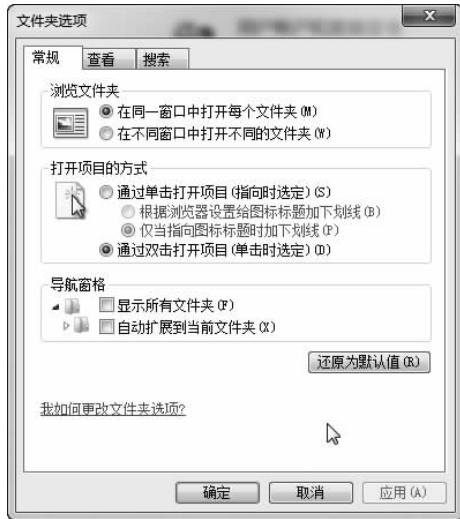 文件夹选项
常规 查看 搜索
浏览文件夹
在同一窗口中打开每个文件夹(M)
在不同窗口中打开不同的文件夹(W)
打开项目的方式
通过单击打开项目(指向时选定)(S)
根据浏览器设置给图标标题加下划线(B)
仅当指向图标标题时加下划线(P)
通过双击打开项目(单击时选定)(D)
导航窗格
显示所有文件夹(F)
自动扩展到当前文件夹(X)
还原为默认值(R)
我如何更改文件夹选项?
确定 取消 应用(A)